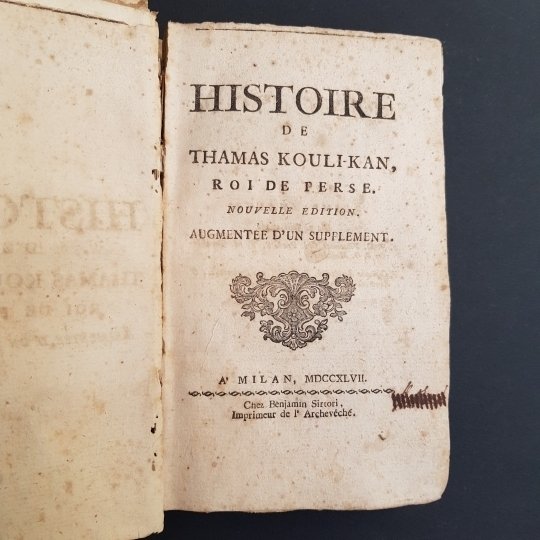 HISTOIRE
DE
THAMAS KOULI-KAN,
ROI DE PERSE.
NOUVELLE EDITION.
AUGMENTÉE D'UN SUPPLEMENT.
A' MILAN, MDCCXLVII.
Chez Benjamin Sirtori,
Imprimeur de l'Archevéché.